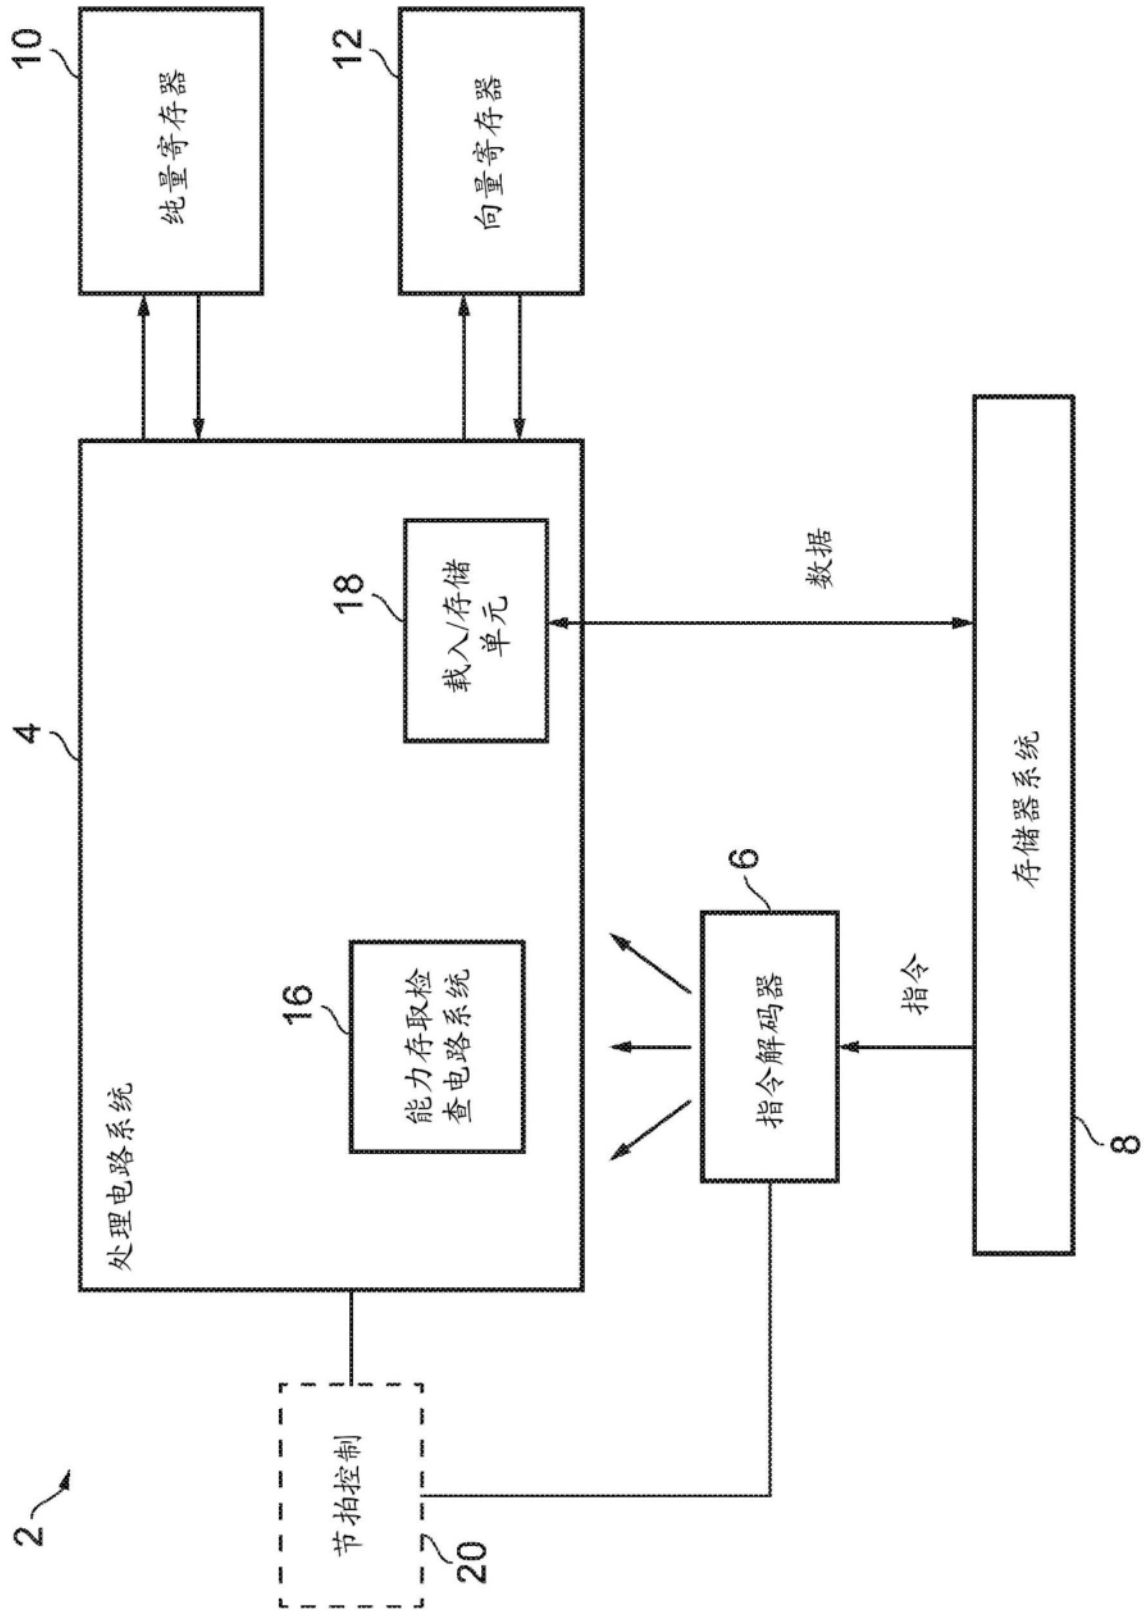 2
处理电路系统
4
10
纯量寄存器
12
向量寄存器
16
能力存取检
查电路系统
18
载入/存储
单元
节拍控制
20
指令解码器
6
指令
数据
存储器系统
8